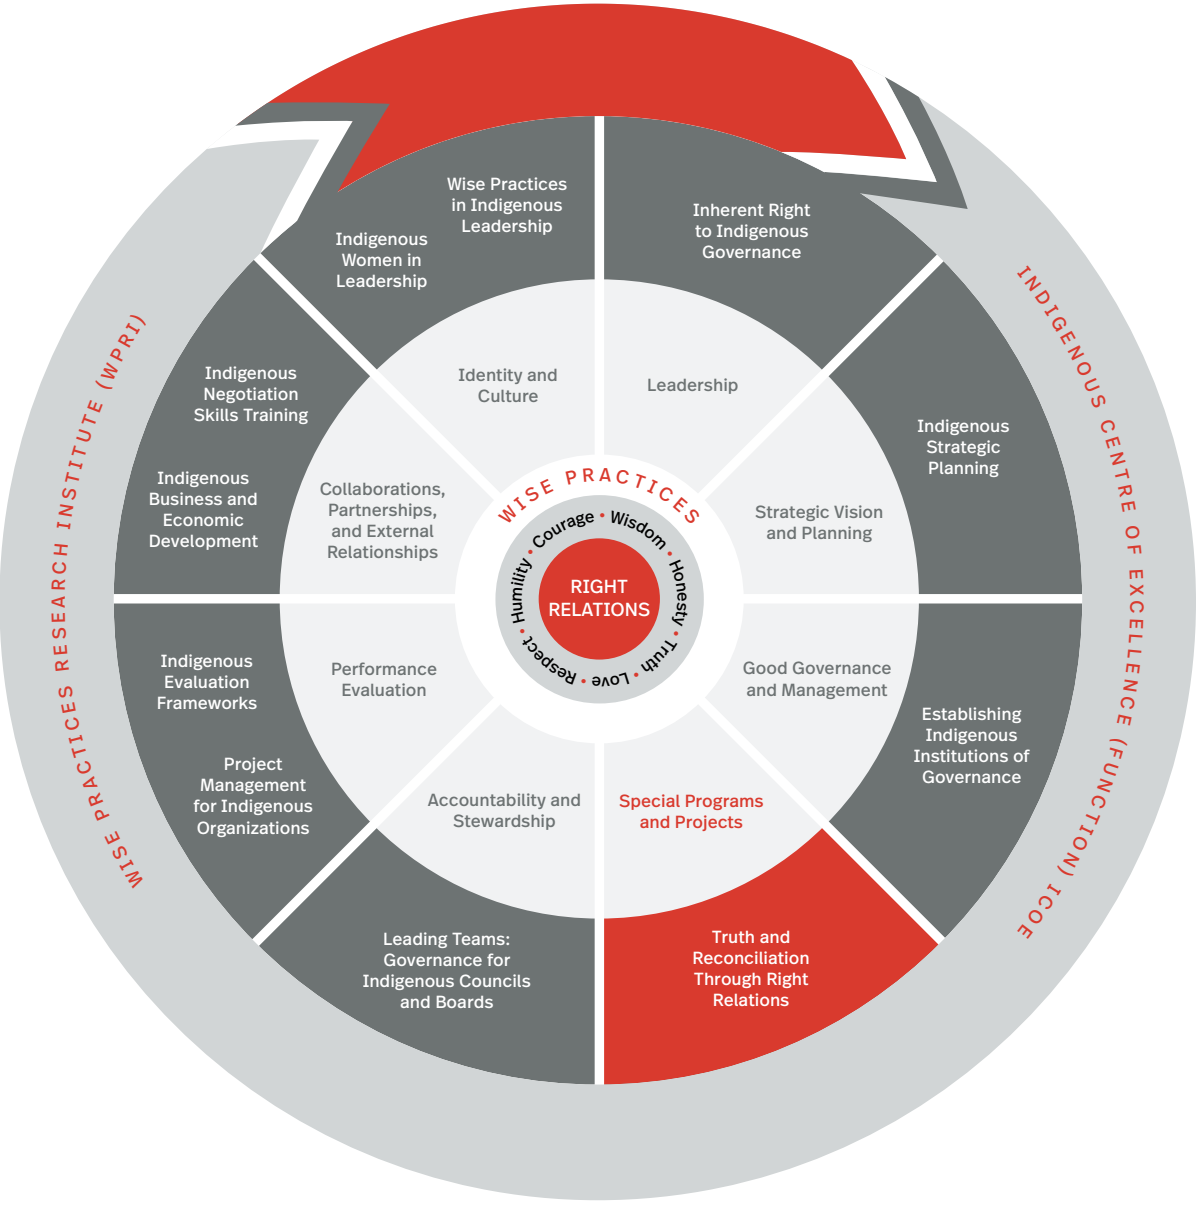 Wise Practices
in Indigenous
Leadership
Indigenous
Women in
Leadership
Inherent Right
to Indigenous
Governance
Indigenous
Strategic
Planning
Establishing
Indigenous
Institutions of
Governance
Truth and
Reconciliation
Through Right
Relations
Leading Teams:
Governance for
Indigenous Councils
and Boards
Project
Management
for Indigenous
Organizations
Indigenous
Evaluation
Frameworks
Indigenous
Business and
Economic
Development
Indigenous
Negotiation
Skills Training
Identity and
Culture
Leadership
Strategic Vision
and Planning
Good Governance
and Management
Special Programs
and Projects
Accountability and
Stewardship
Performance
Evaluation
Collaborations,
Partnerships,
and External
Relationships
WISE PRACTICES
Courage • Wisdom • Honesty • Truth • Love • Respect • Humility •
RIGHT
RELATIONS
WISE PRACTICES RESEARCH INSTITUTE (WPRI)
INDIGENOUS CENTRE OF EXCELLENCE (FUNCTION) ICOE